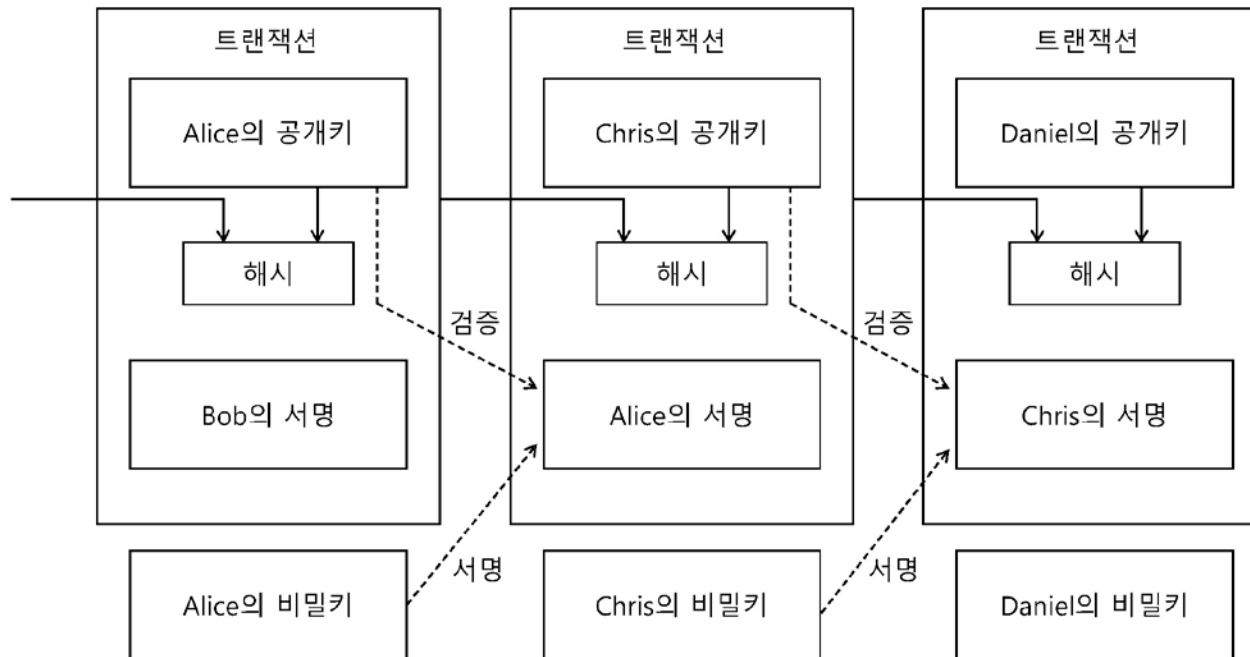 트랜잭션
트랜잭션
트랜잭션
Alice의 공개키
Chris의 공개키
Daniel의 공개키
해시
해시
해시
검증
검증
Bob의 서명
Alice의 서명
Chris의 서명
서명
서명
Alice의 비밀키
Chris의 비밀키
Daniel의 비밀키